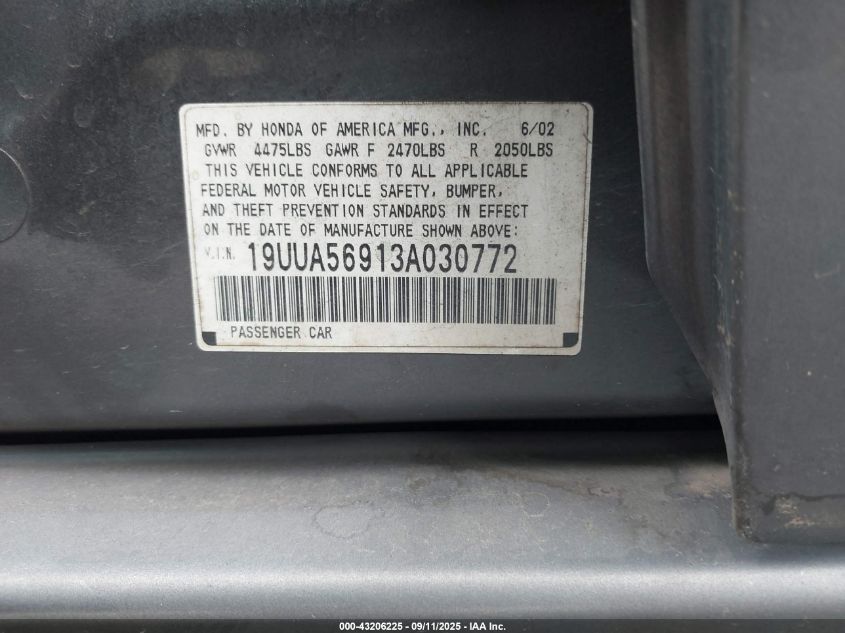 MFD. BY HONDA OF AMERICA MFG., INC. 6/02
GVWR 4475LBS GAWR F 2470LBS R 2050LBS
THIS VEHICLE CONFORMS TO ALL APPLICABLE
FEDERAL MOTOR VEHICLE SAFETY, BUMPER,
AND THEFT PREVENTION STANDARDS IN EFFECT
ON THE DATE OF MANUFACTURE SHOWN ABOVE:
V.I.N. 19UUA56913A030772
PASSENGER CAR
000-43206225 - 09/11/2025 - IAA Inc.